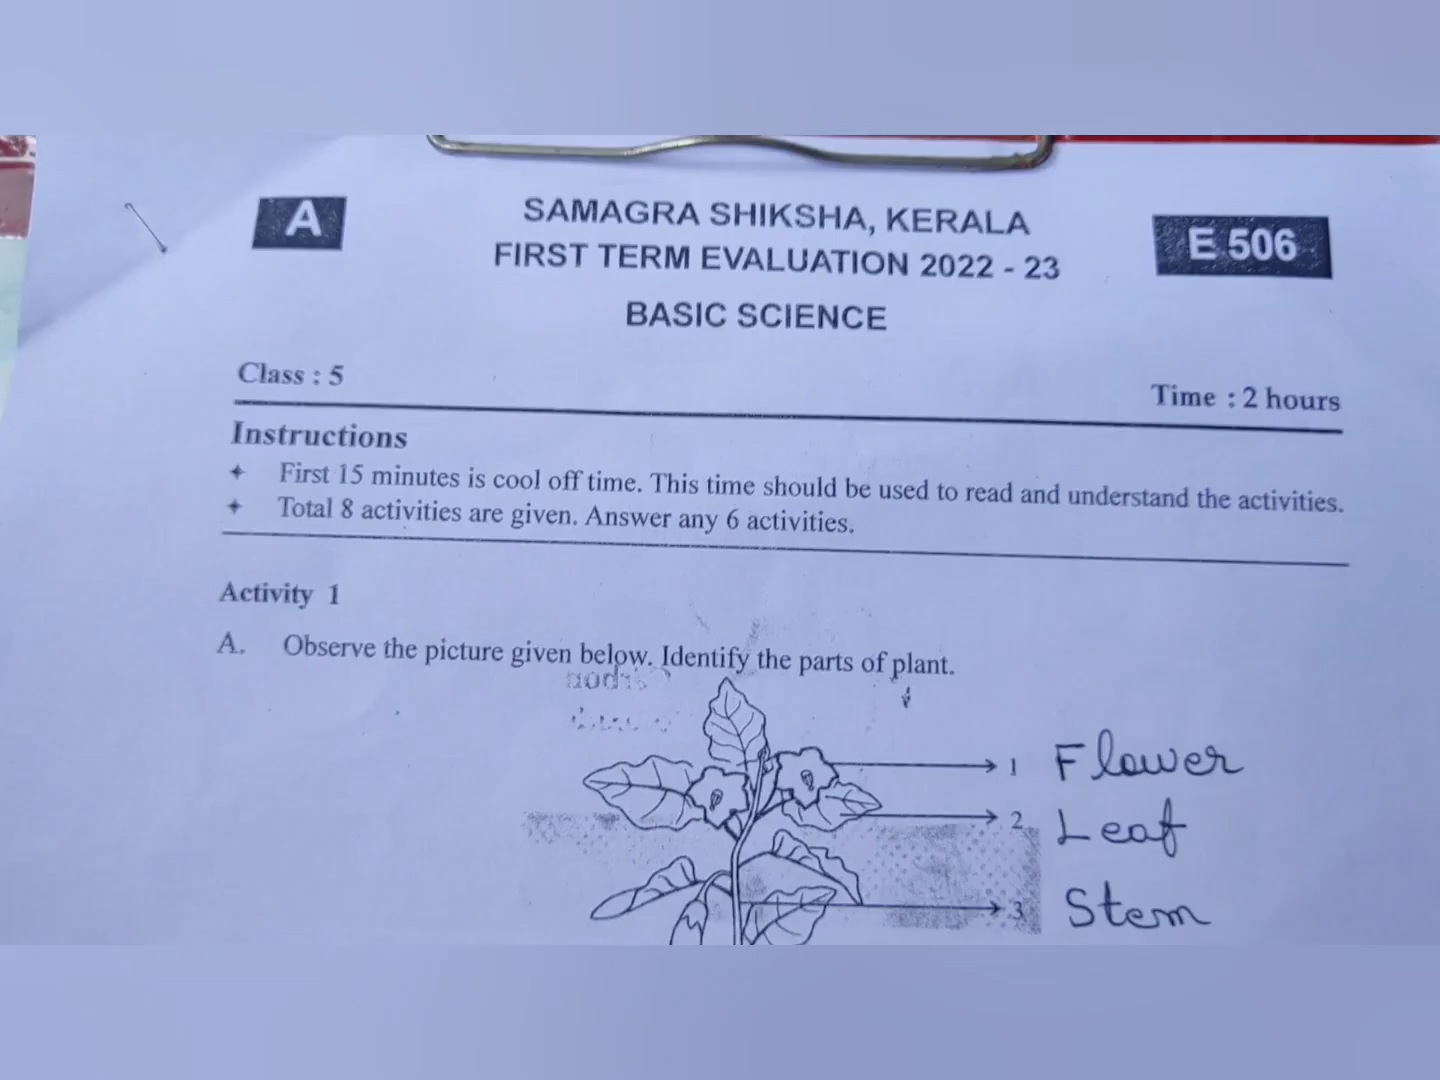 A
SAMAGRA SHIKSHA, KERALA
E 506
FIRST TERM EVALUATION 2022 - 23
BASIC SCIENCE
Class : 5
Time : 2 hours
Instructions
✦ First 15 minutes is cool off time. This time should be used to read and understand the activities.
✦ Total 8 activities are given. Answer any 6 activities.
Activity 1
A. Observe the picture given below. Identify the parts of plant.
1 Flower
2 Leaf
3 Stem